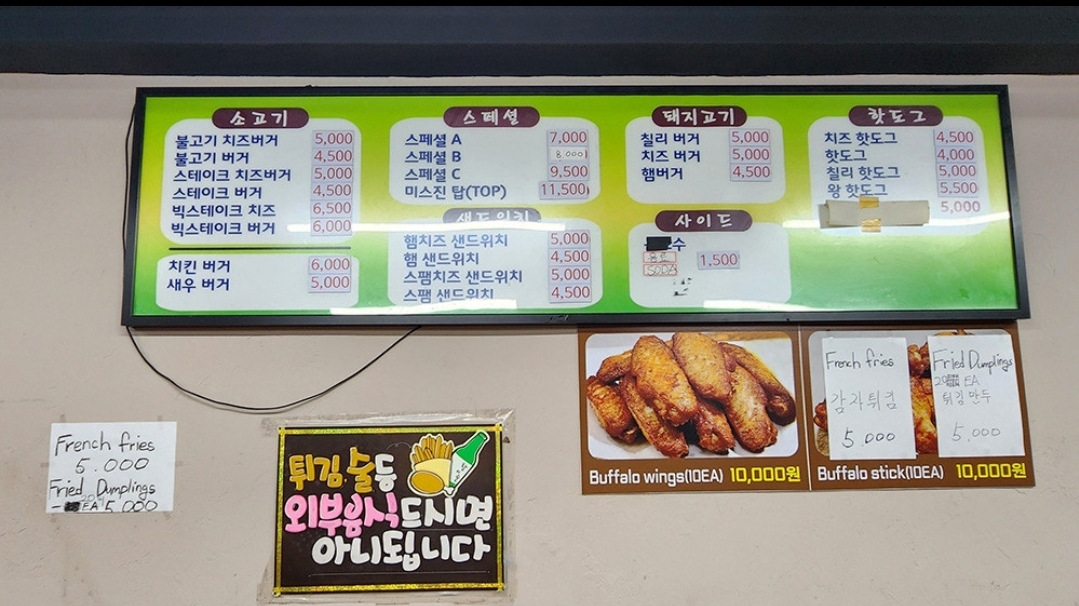 소고기
불고기 치즈버거 5,000
불고기 버거 4,500
스테이크 치즈버거 5,000
스테이크 버거 4,500
빅스테이크 치즈 6,500
빅스테이크 버거 6,000
치킨 버거 6,000
새우 버거 5,000
스페셜
스페셜 A 7,000
스페셜 B 8.000
스페셜 C 9,500
미스진 탑(TOP) 11,500
샌드위치
햄치즈 샌드위치 5,000
햄 샌드위치 4,500
스팸치즈 샌드위치 5,000
스팸 샌드위치 4,500
돼지고기
칠리 버거 5,000
치즈 버거 5,000
햄버거 4,500
사이드
수 1,500
핫도그
치즈 핫도그 4,500
핫도그 4,000
칠리 핫도그 5,000
왕 핫도그 5,500
5,000
Buffalo wings(10EA) 10,000원
French fries
감자튀김
5.000
Fried Dumplings
EA
튀김만두
5.000
Buffalo stick(10EA) 10,000원
French fries
5.000
Fried Dumplings
EA 5.000
튀김.술등
외부음식드시면
아니됩니다